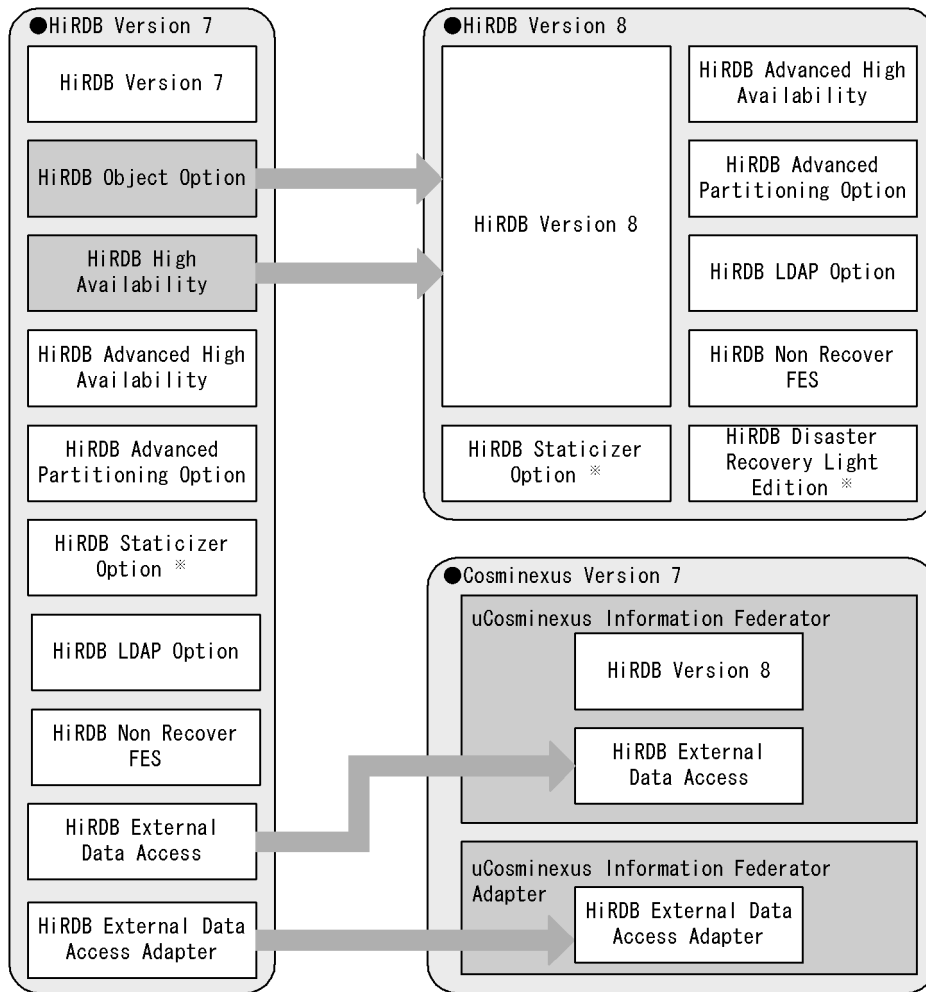 ●HiRDB Version 7
HiRDB Version 7
HiRDB Object Option
HiRDB High
Availability
HiRDB Advanced High
Availability
HiRDB Advanced
Partitioning Option
HiRDB Staticizer
Option ※
HiRDB LDAP Option
HiRDB Non Recover
FES
HiRDB External
Data Access
HiRDB External Data
Access Adapter
●HiRDB Version 8
HiRDB Version 8
HiRDB Advanced High
Availability
HiRDB Advanced
Partitioning Option
HiRDB LDAP Option
HiRDB Non Recover
FES
HiRDB Staticizer
Option ※
HiRDB Disaster
Recovery Light
Edition ※
●Cosminexus Version 7
uCosminexus Information Federator
HiRDB Version 8
HiRDB External
Data Access
uCosminexus Information Federator
Adapter
HiRDB External Data
Access Adapter